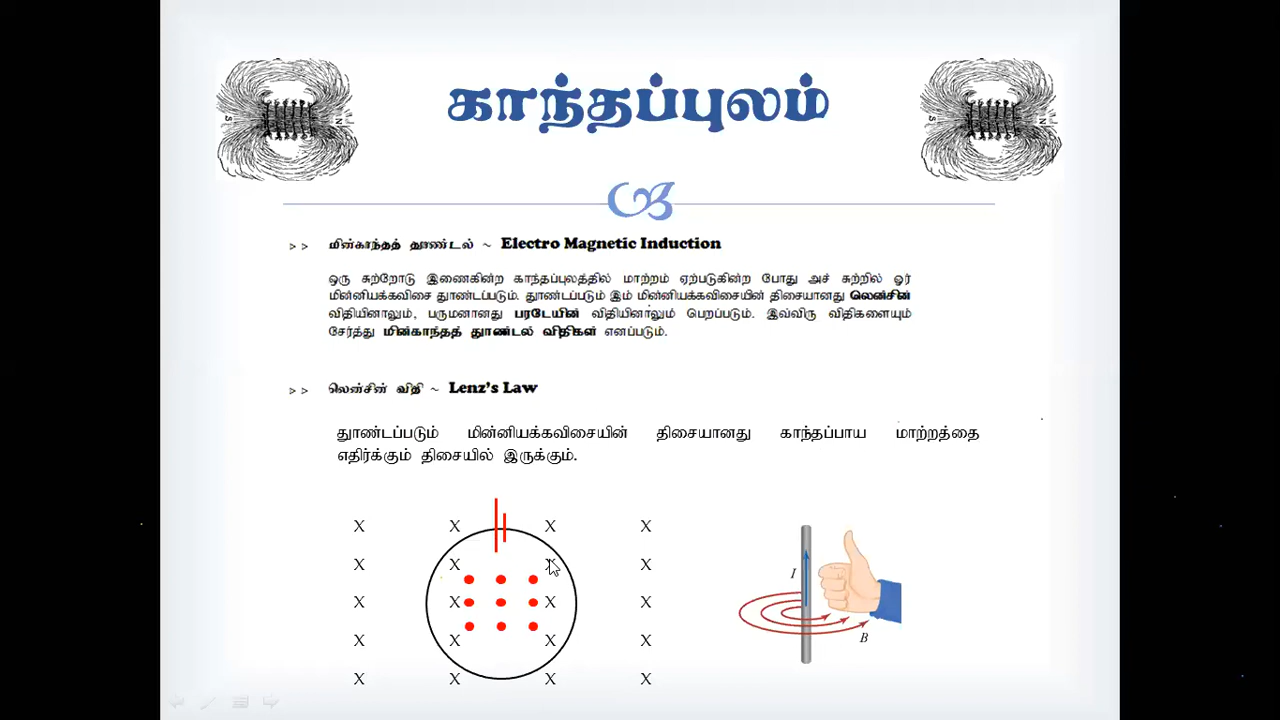 காந்தப்புலம்
S N
S N
> > மின்காந்தத் தூண்டல் ~ Electro Magnetic Induction
ஒரு சுற்றோடு இணைகின்ற காந்தப்புலத்தில் மாற்றம் ஏற்படுகின்ற போது அச் சுற்றில் ஓர்
மின்னியக்கவிசை தூண்டப்படும். தூண்டப்படும் இம் மின்னியக்கவிசையின் திசையானது லென்சின்
விதியினாலும், பருமனானது பரடேயின் விதியினாலும் பெறப்படும். இவ்விரு விதிகளையும்
சேர்த்து மின்காந்தத் தூண்டல் விதிகள் எனப்படும்.
> > லென்சின் விதி ~ Lenz's Law
தூண்டப்படும் மின்னியக்கவிசையின் திசையானது காந்தப்பாய மாற்றத்தை
எதிர்க்கும் திசையில் இருக்கும்.
X X X X
X X X X
X X X X
X X X X
X X X X
I
B